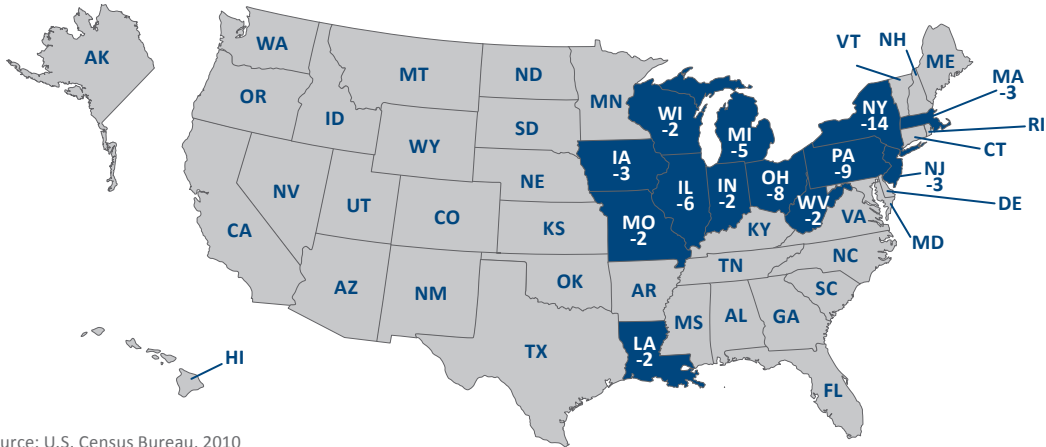 AK
WA
MT
ND
MN
VT
NH
ME
MA
-3
OR
ID
SD
WI
-2
MI
-5
NY
-14
RI
WY
IA
-3
PA
-9
CT
NV
UT
CO
NE
IL
-6
IN
-2
OH
-8
NJ
-3
DE
CA
KS
MO
-2
KY
WV
-2
VA
MD
AZ
NM
OK
AR
TN
NC
SC
HI
TX
LA
-2
MS
AL
GA
FL
urce: U.S. Census Bureau, 2010